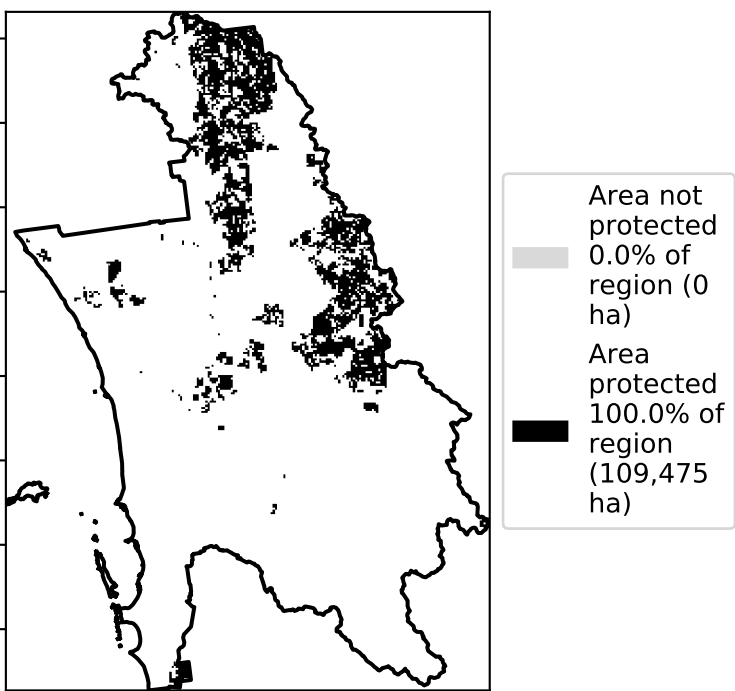 Area not
protected
0.0% of
region (0
ha)
Area
protected
100.0% of
region
(109,475
ha)